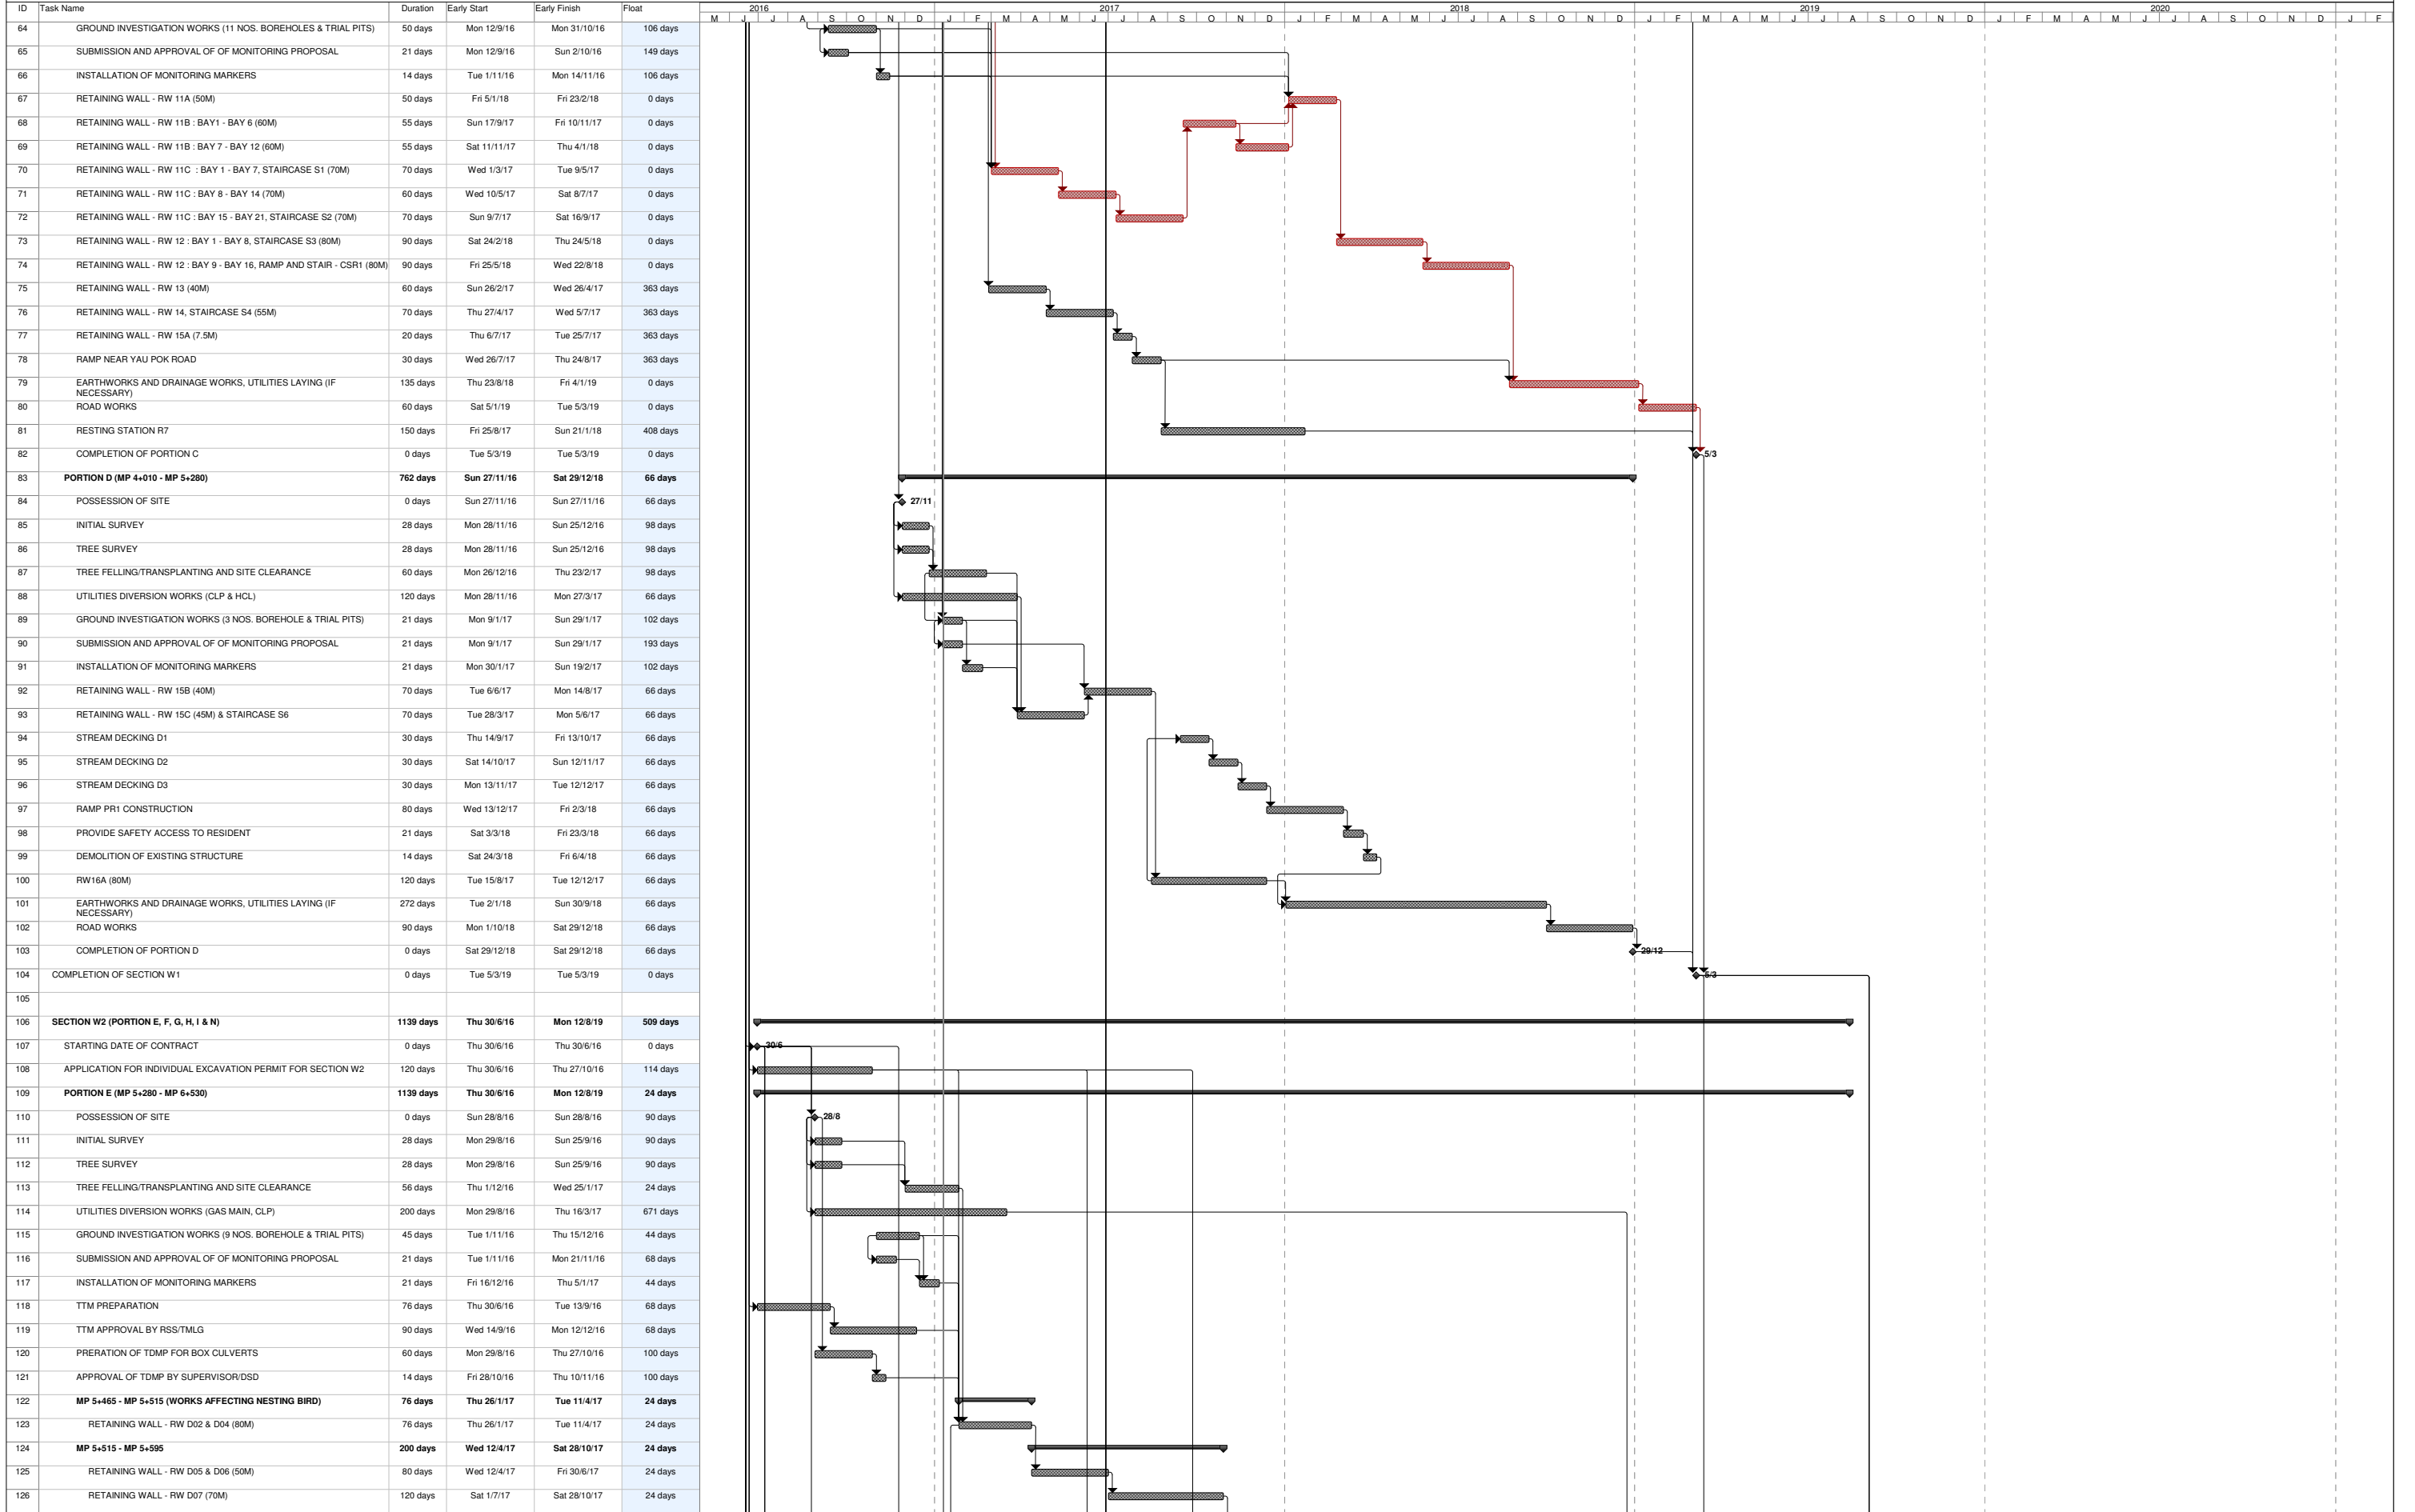 ID Task Name Duration Early Start Early Finish Float
2016 2017 2018 2019 2020
M J J A S O N D J F M A M J J A S O N D J F M A M J J A S O N D J F M A M J J A S O N D J F M A M J J A S O N D J F
64 GROUND INVESTIGATION WORKS (11 NOS. BOREHOLES & TRIAL PITS) 50 days Mon 12/9/16 Mon 31/10/16 106 days
65 SUBMISSION AND APPROVAL OF OF MONITORING PROPOSAL 21 days Mon 12/9/16 Sun 2/10/16 149 days
66 INSTALLATION OF MONITORING MARKERS 14 days Tue 1/11/16 Mon 14/11/16 106 days
67 RETAINING WALL - RW 11A (50M) 50 days Fri 5/1/18 Fri 23/2/18 0 days
68 RETAINING WALL - RW 11B : BAY1 - BAY 6 (60M) 55 days Sun 17/9/17 Fri 10/11/17 0 days
69 RETAINING WALL - RW 11B : BAY 7 - BAY 12 (60M) 55 days Sat 11/11/17 Thu 4/1/18 0 days
70 RETAINING WALL - RW 11C : BAY 1 - BAY 7, STAIRCASE S1 (70M) 70 days Wed 1/3/17 Tue 9/5/17 0 days
71 RETAINING WALL - RW 11C : BAY 8 - BAY 14 (70M) 60 days Wed 10/5/17 Sat 8/7/17 0 days
72 RETAINING WALL - RW 11C : BAY 15 - BAY 21, STAIRCASE S2 (70M) 70 days Sun 9/7/17 Sat 16/9/17 0 days
73 RETAINING WALL - RW 12 : BAY 1 - BAY 8, STAIRCASE S3 (80M) 90 days Sat 24/2/18 Thu 24/5/18 0 days
74 RETAINING WALL - RW 12 : BAY 9 - BAY 16, RAMP AND STAIR - CSR1 (80M) 90 days Fri 25/5/18 Wed 22/8/18 0 days
75 RETAINING WALL - RW 13 (40M) 60 days Sun 26/2/17 Wed 26/4/17 363 days
76 RETAINING WALL - RW 14, STAIRCASE S4 (55M) 70 days Thu 27/4/17 Wed 5/7/17 363 days
77 RETAINING WALL - RW 15A (7.5M) 20 days Thu 6/7/17 Tue 25/7/17 363 days
78 RAMP NEAR YAU POK ROAD 30 days Wed 26/7/17 Thu 24/8/17 363 days
79 EARTHWORKS AND DRAINAGE WORKS, UTILITIES LAYING (IF 135 days Thu 23/8/18 Fri 4/1/19 0 days
NECESSARY)
80 ROAD WORKS 60 days Sat 5/1/19 Tue 5/3/19 0 days
81 RESTING STATION R7 150 days Fri 25/8/17 Sun 21/1/18 408 days
82 COMPLETION OF PORTION C 0 days Tue 5/3/19 Tue 5/3/19 0 days 5/3
83 PORTION D (MP 4+010 - MP 5+280) 762 days Sun 27/11/16 Sat 29/12/18 66 days
84 POSSESSION OF SITE 0 days Sun 27/11/16 Sun 27/11/16 66 days 27/11
85 INITIAL SURVEY 28 days Mon 28/11/16 Sun 25/12/16 98 days
86 TREE SURVEY 28 days Mon 28/11/16 Sun 25/12/16 98 days
87 TREE FELLING/TRANSPLANTING AND SITE CLEARANCE 60 days Mon 26/12/16 Thu 23/2/17 98 days
88 UTILITIES DIVERSION WORKS (CLP & HCL) 120 days Mon 28/11/16 Mon 27/3/17 66 days
89 GROUND INVESTIGATION WORKS (3 NOS. BOREHOLE & TRIAL PITS) 21 days Mon 9/1/17 Sun 29/1/17 102 days
90 SUBMISSION AND APPROVAL OF OF MONITORING PROPOSAL 21 days Mon 9/1/17 Sun 29/1/17 193 days
91 INSTALLATION OF MONITORING MARKERS 21 days Mon 30/1/17 Sun 19/2/17 102 days
92 RETAINING WALL - RW 15B (40M) 70 days Tue 6/6/17 Mon 14/8/17 66 days
93 RETAINING WALL - RW 15C (45M) & STAIRCASE S6 70 days Tue 28/3/17 Mon 5/6/17 66 days
94 STREAM DECKING D1 30 days Thu 14/9/17 Fri 13/10/17 66 days
95 STREAM DECKING D2 30 days Sat 14/10/17 Sun 12/11/17 66 days
96 STREAM DECKING D3 30 days Mon 13/11/17 Tue 12/12/17 66 days
97 RAMP PR1 CONSTRUCTION 80 days Wed 13/12/17 Fri 2/3/18 66 days
98 PROVIDE SAFETY ACCESS TO RESIDENT 21 days Sat 3/3/18 Fri 23/3/18 66 days
99 DEMOLITION OF EXISTING STRUCTURE 14 days Sat 24/3/18 Fri 6/4/18 66 days
100 RW16A (80M) 120 days Tue 15/8/17 Tue 12/12/17 66 days
101 EARTHWORKS AND DRAINAGE WORKS, UTILITIES LAYING (IF 272 days Tue 2/1/18 Sun 30/9/18 66 days
NECESSARY)
102 ROAD WORKS 90 days Mon 1/10/18 Sat 29/12/18 66 days
103 COMPLETION OF PORTION D 0 days Sat 29/12/18 Sat 29/12/18 66 days 29/12
104 COMPLETION OF SECTION W1 0 days Tue 5/3/19 Tue 5/3/19 0 days 5/3
105
106 SECTION W2 (PORTION E, F, G, H, I & N) 1139 days Thu 30/6/16 Mon 12/8/19 509 days
107 STARTING DATE OF CONTRACT 0 days Thu 30/6/16 Thu 30/6/16 0 days 30/6
108 APPLICATION FOR INDIVIDUAL EXCAVATION PERMIT FOR SECTION W2 120 days Thu 30/6/16 Thu 27/10/16 114 days
109 PORTION E (MP 5+280 - MP 6+530) 1139 days Thu 30/6/16 Mon 12/8/19 24 days
110 POSSESSION OF SITE 0 days Sun 28/8/16 Sun 28/8/16 90 days 28/8
111 INITIAL SURVEY 28 days Mon 29/8/16 Sun 25/9/16 90 days
112 TREE SURVEY 28 days Mon 29/8/16 Sun 25/9/16 90 days
113 TREE FELLING/TRANSPLANTING AND SITE CLEARANCE 56 days Thu 1/12/16 Wed 25/1/17 24 days
114 UTILITIES DIVERSION WORKS (GAS MAIN, CLP) 200 days Mon 29/8/16 Thu 16/3/17 671 days
115 GROUND INVESTIGATION WORKS (9 NOS. BOREHOLE & TRIAL PITS) 45 days Tue 1/11/16 Thu 15/12/16 44 days
116 SUBMISSION AND APPROVAL OF OF MONITORING PROPOSAL 21 days Tue 1/11/16 Mon 21/11/16 68 days
117 INSTALLATION OF MONITORING MARKERS 21 days Fri 16/12/16 Thu 5/1/17 44 days
118 TTM PREPARATION 76 days Thu 30/6/16 Tue 13/9/16 68 days
119 TTM APPROVAL BY RSS/TMLG 90 days Wed 14/9/16 Mon 12/12/16 68 days
120 PRERATION OF TDMP FOR BOX CULVERTS 60 days Mon 29/8/16 Thu 27/10/16 100 days
121 APPROVAL OF TDMP BY SUPERVISOR/DSD 14 days Fri 28/10/16 Thu 10/11/16 100 days
122 MP 5+465 - MP 5+515 (WORKS AFFECTING NESTING BIRD) 76 days Thu 26/1/17 Tue 11/4/17 24 days
123 RETAINING WALL - RW D02 & D04 (80M) 76 days Thu 26/1/17 Tue 11/4/17 24 days
124 MP 5+515 - MP 5+595 200 days Wed 12/4/17 Sat 28/10/17 24 days
125 RETAINING WALL - RW D05 & D06 (50M) 80 days Wed 12/4/17 Fri 30/6/17 24 days
126 RETAINING WALL - RW D07 (70M) 120 days Sat 1/7/17 Sat 28/10/17 24 days